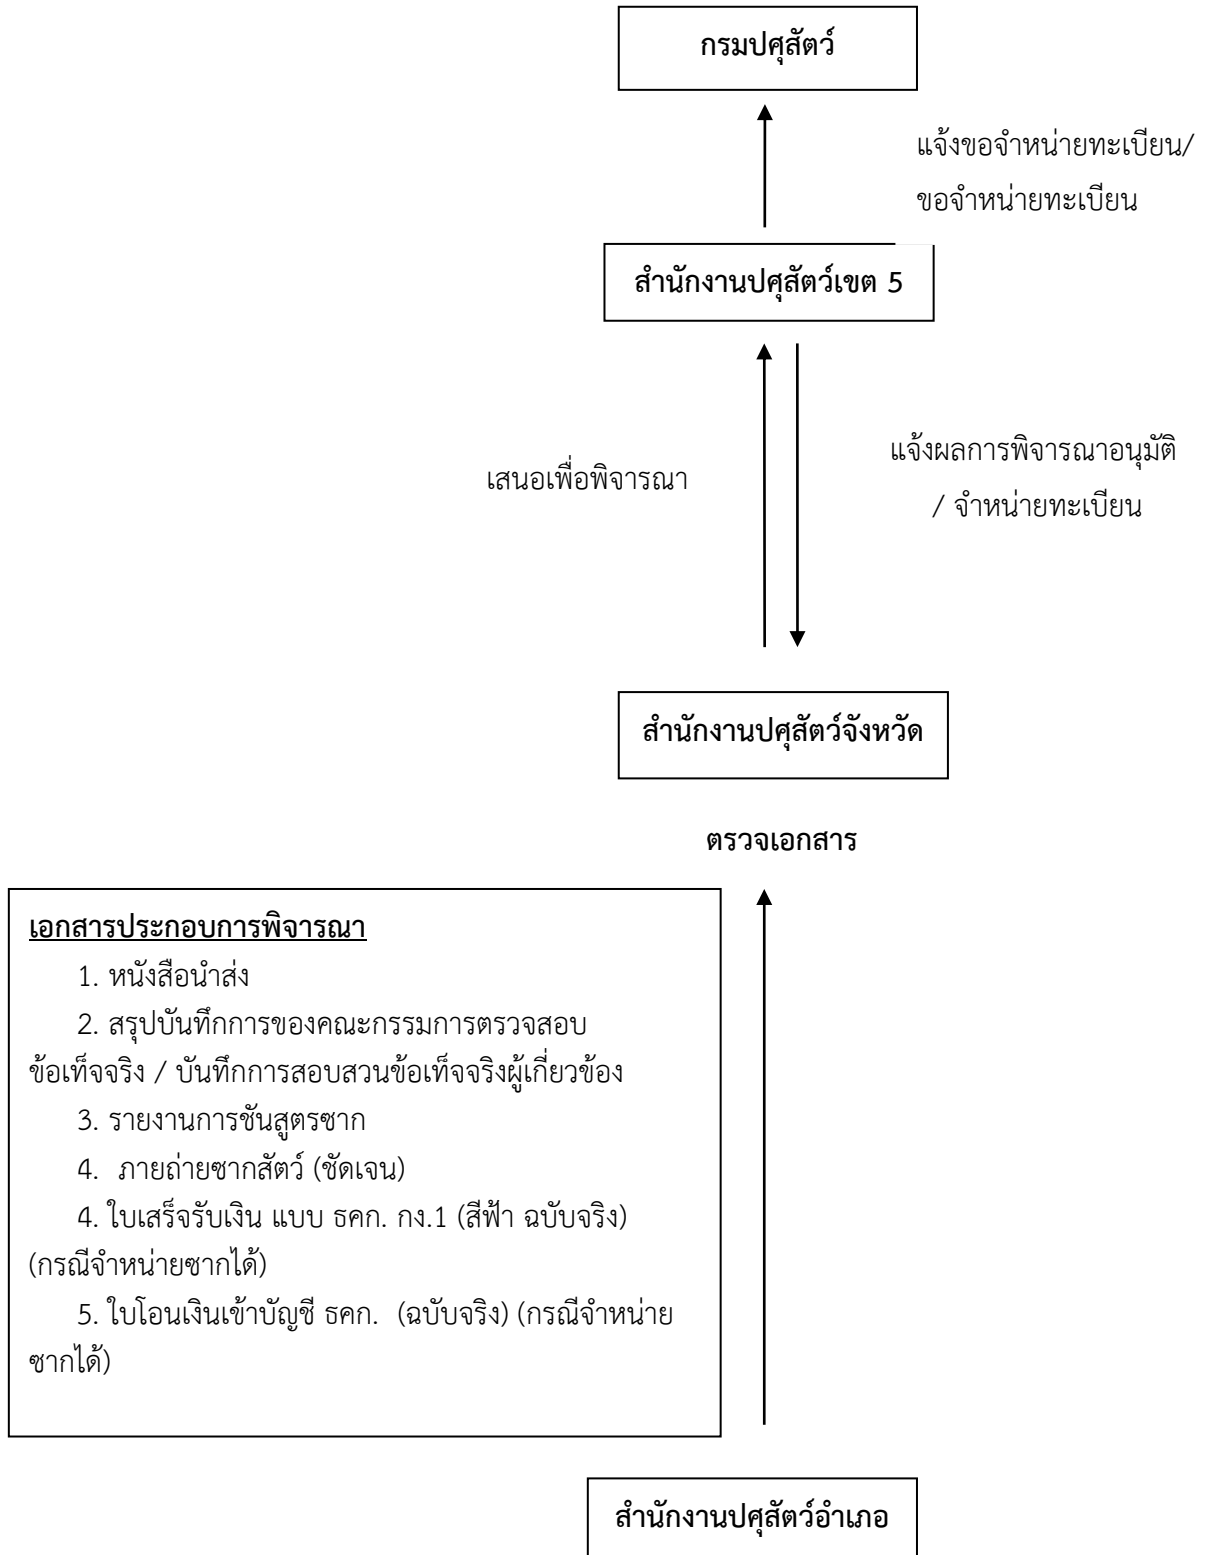 กรมปศุสัตว์
แจ้งขอจำหน่ายทะเบียน/
ขอจำหน่ายทะเบียน
สำนักงานปศุสัตว์เขต 5
เสนอเพื่อพิจารณา
แจ้งผลการพิจารณาอนุมัติ
/ จำหน่ายทะเบียน
สำนักงานปศุสัตว์จังหวัด
ตรวจเอกสาร
เอกสารประกอบการพิจารณา
1. หนังสือนำส่ง
2. สรุปบันทึกการของคณะกรรมการตรวจสอบ
ข้อเท็จจริง / บันทึกการสอบสวนข้อเท็จจริงผู้เกี่ยวข้อง
3. รายงานการชันสูตรซาก
4. ภายถ่ายซากสัตว์ (ชัดเจน)
4. ใบเสร็จรับเงิน แบบ ธคก. กง.1 (สีฟ้า ฉบับจริง)
(กรณีจำหน่ายซากได้)
5. ใบโอนเงินเข้าบัญชี ธคก. (ฉบับจริง) (กรณีจำหน่าย
ซากได้)
สำนักงานปศุสัตว์อำเภอ